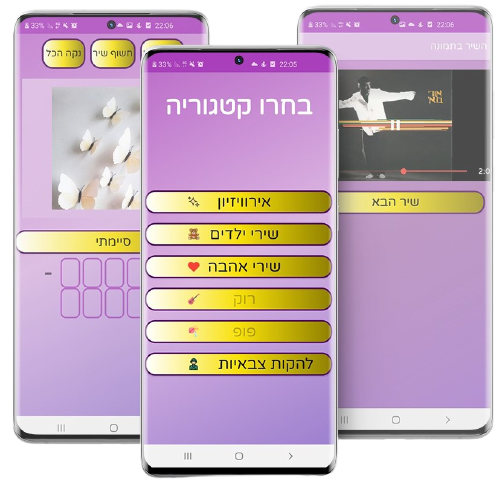 33% 22:06
נקה הכל
חשוף שיר
סיימתי
-
33% 22:05
בחרו קטגוריה
אירוויזיון
שירי ילדים
שירי אהבה
רוק
פופ
להקות צבאיות
33% 22:06
השיר בתמונה
2:0
שיר הבא